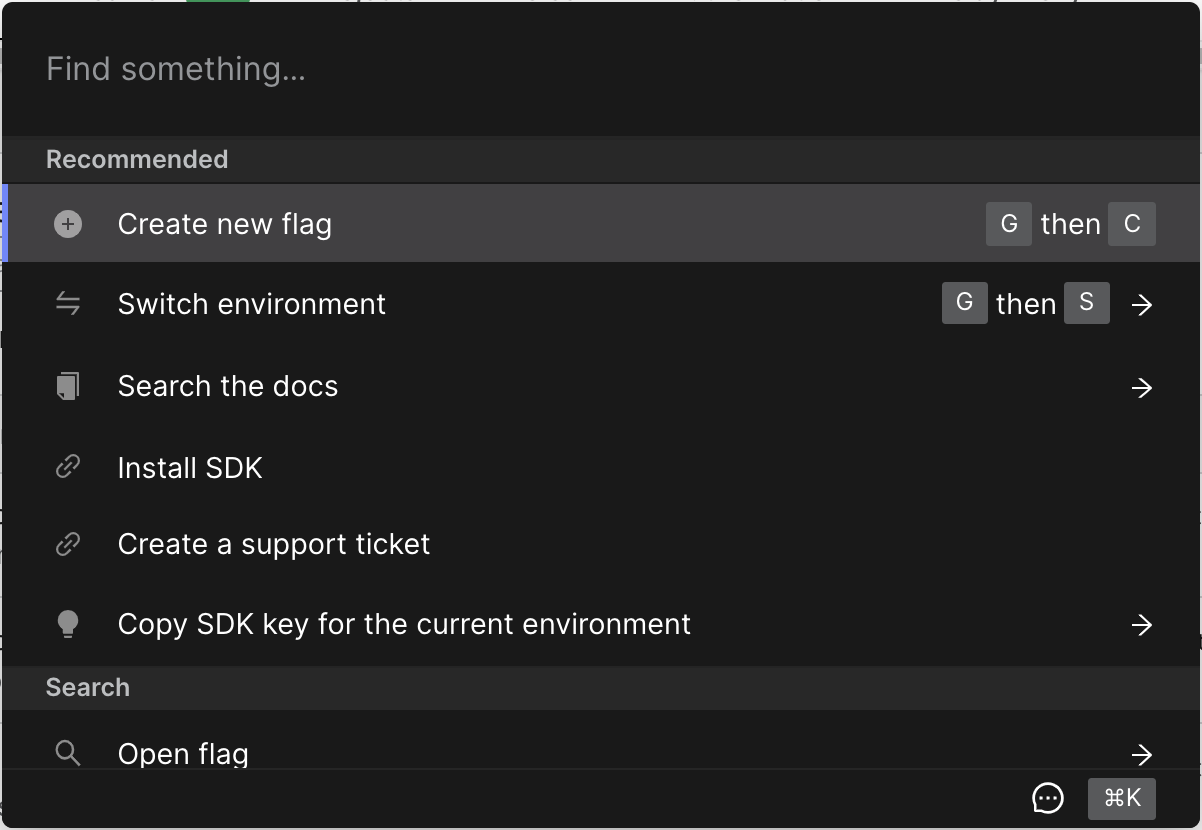 Find something...
Recommended
Create new flag G then C
Switch environment G then S →
Search the docs →
Install SDK
Create a support ticket
Copy SDK key for the current environment →
Search
Open flag →
⌘K